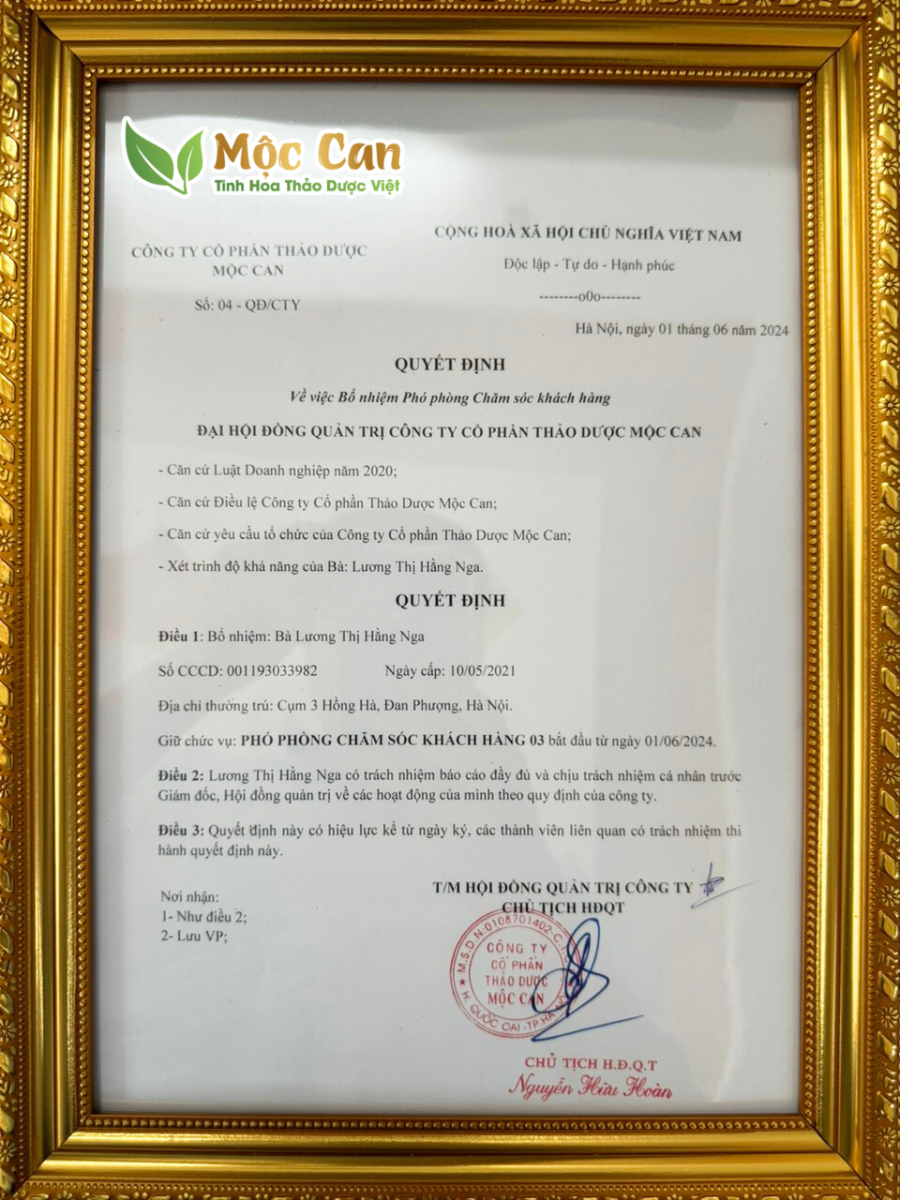 Mộc Can
Tinh Hoa Thảo Dược Việt
CÔNG TY CỔ PHẦN THẢO DƯỢC
MỘC CAN
Số: 04 - QĐ/CTY
CỘNG HOÀ XÃ HỘI CHỦ NGHĨA VIỆT NAM
Độc lập - Tự do - Hạnh phúc
--------o0o--------
Hà Nội, ngày 01 tháng 06 năm 2024
QUYẾT ĐỊNH
Về việc Bổ nhiệm Phó phòng Chăm sóc khách hàng
ĐẠI HỘI ĐỒNG QUẢN TRỊ CÔNG TY CỔ PHẦN THẢO DƯỢC MỘC CAN
- Căn cứ Luật Doanh nghiệp năm 2020;
- Căn cứ Điều lệ Công ty Cổ phần Thảo Dược Mộc Can;
- Căn cứ yêu cầu tổ chức của Công ty Cổ phần Thảo Dược Mộc Can;
- Xét trình độ khả năng của Bà: Lương Thị Hằng Nga.
QUYẾT ĐỊNH
Điều 1: Bổ nhiệm: Bà Lương Thị Hằng Nga
Số CCCD: 001193033982 Ngày cấp: 10/05/2021
Địa chỉ thường trú: Cụm 3 Hồng Hà, Đan Phượng, Hà Nội.
Giữ chức vụ: PHÓ PHÒNG CHĂM SÓC KHÁCH HÀNG 03 bắt đầu từ ngày 01/06/2024.
Điều 2: Lương Thị Hằng Nga có trách nhiệm báo cáo đầy đủ và chịu trách nhiệm cá nhân trước
Giám đốc, Hội đồng quản trị về các hoạt động của mình theo quy định của công ty.
Điều 3: Quyết định này có hiệu lực kể từ ngày ký, các thành viên liên quan có trách nhiệm thi
hành quyết định này.
Nơi nhận:
1- Như điều 2;
2- Lưu VP;
T/M HỘI ĐỒNG QUẢN TRỊ CÔNG TY
CHỦ TỊCH HĐQT
M.S.D.N:0108701402-C.
CÔNG TY
CỔ PHẦN
THẢO DƯỢC
MỘC CAN
H. QUỐC OAI -TP HÀ NỘI
CHỦ TỊCH H.Đ.Q.T
Nguyễn Hữu Hoàn